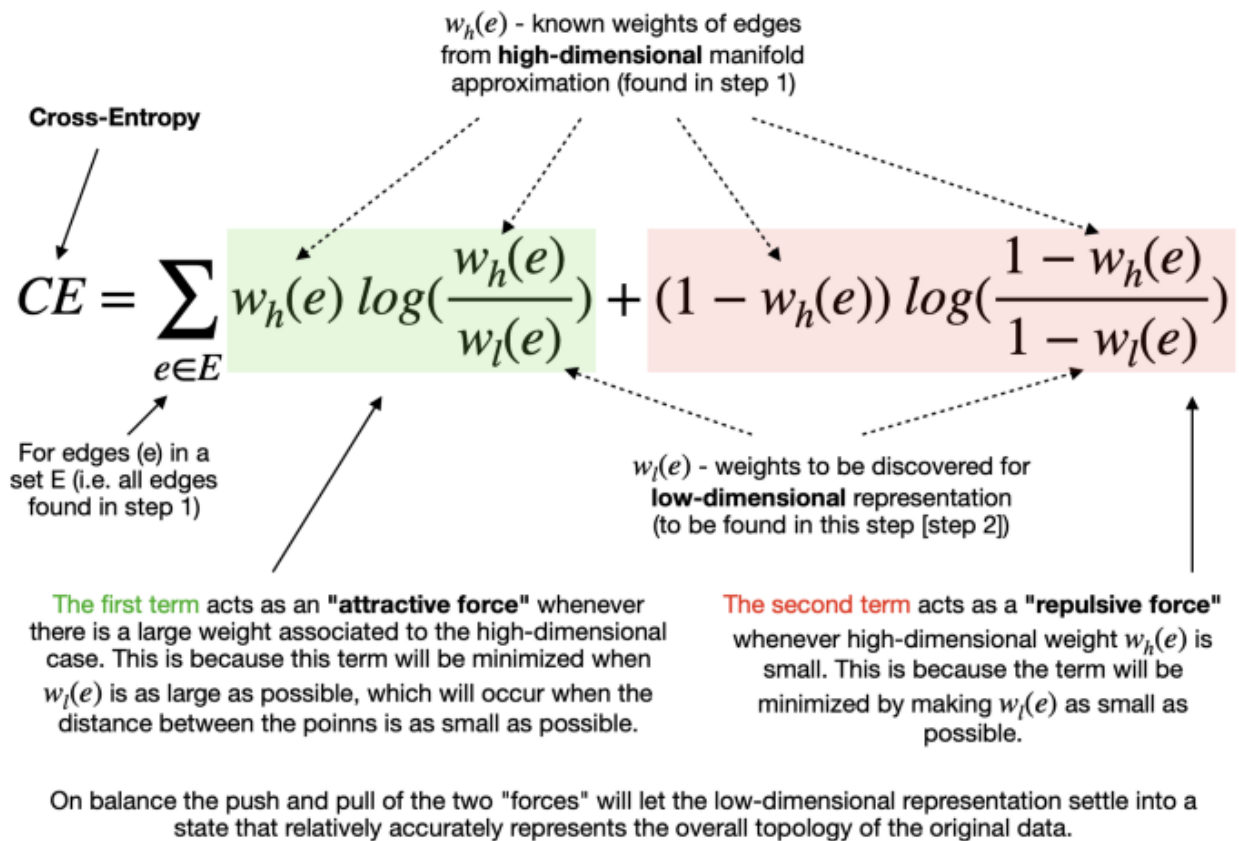 w_h(e) - known weights of edges
from high-dimensional manifold
approximation (found in step 1)
Cross-Entropy
CE = ∑_{e∈E} w_h(e) log(\frac{w_h(e)}{w_l(e)}) + (1 − w_h(e)) log(\frac{1 − w_h(e)}{1 − w_l(e)})
For edges (e) in a
set E (i.e. all edges
found in step 1)
w_l(e) - weights to be discovered for
low-dimensional representation
(to be found in this step [step 2])
The first term acts as an "attractive force" whenever
there is a large weight associated to the high-dimensional
case. This is because this term will be minimized when
w_l(e) is as large as possible, which will occur when the
distance between the poinns is as small as possible.
The second term acts as a "repulsive force"
whenever high-dimensional weight w_h(e) is
small. This is because the term will be
minimized by making w_l(e) as small as
possible.
On balance the push and pull of the two "forces" will let the low-dimensional representation settle into a
state that relatively accurately represents the overall topology of the original data.